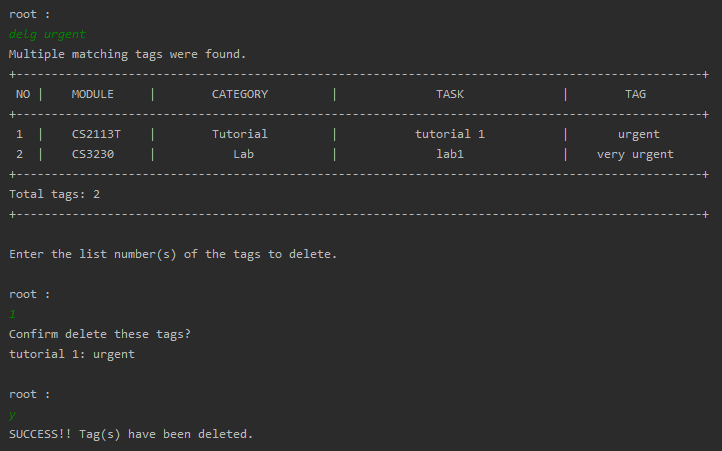 root :
delg urgent
Multiple matching tags were found.
+--------------------------------------------------------------------------------------------------+
NO | MODULE | CATEGORY | TASK | TAG
+--------------------------------------------------------------------------------------------------+
1 | CS2113T | Tutorial | tutorial 1 | urgent
2 | CS3230 | Lab | lab1 | very urgent
+--------------------------------------------------------------------------------------------------+
Total tags: 2
+--------------------------------------------------------------------------------------------------+
Enter the list number(s) of the tags to delete.
root :
1
Confirm delete these tags?
tutorial 1: urgent
root :
y
SUCCESS!! Tag(s) have been deleted.